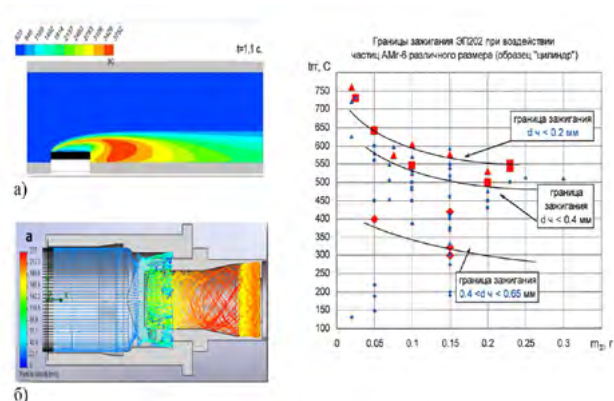 t=1,1 c.
а)
а
б)
Границы зажигания ЭП202 при воздействии
частиц АМг-6 различного размера (образец "цилиндр")
tгг, С
750
700
650
600
550
500
450
400
350
300
250
200
150
100
0
0.05
0.1
0.15
0.2
0.25
0.3
mз, г
граница зажигания
d ч < 0.2 мм
граница
зажигания
d ч < 0.4 мм
граница зажигания
0.4 <d ч < 0.65 мм